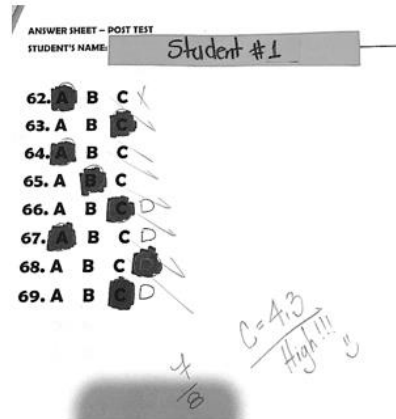 ANSWER SHEET – POST TEST
STUDENT'S NAME: Student #1
62. A B C X
63. A B C
64. A B C
65. A B C
66. A B C D
67. A B C D
68. A B C D
69. A B C D
C = 4.3
High!!!
7/8